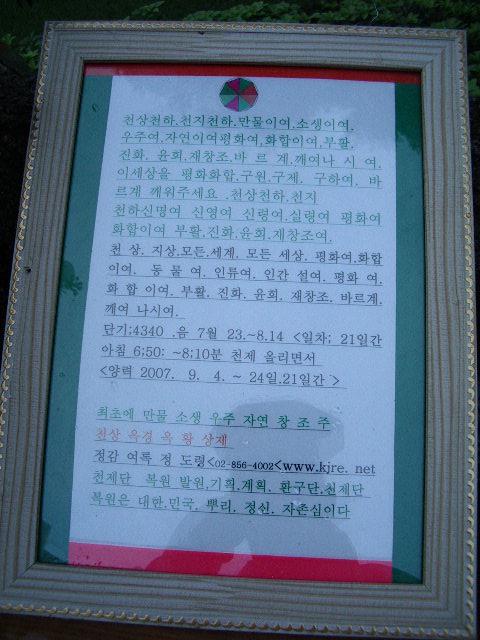 천상천하.천지천하.만물이여.소생이여.
우주여.자연이여평화여,화합이여.부활.
진화. 윤회.재창조.바 르 게.깨여나 시 여.
이세상을 평화화합.구원.구제. 구하여. 바
르게 깨워주세요 .천상천하.천지
천하신명여 신영여 신령여.실령여 평화여
화합이여 부활.진화.윤회.재창조여.
천 상. 지상.모든.세계. 모든 세상. 평화여.화합
이여. 동 물 여. 인류여. 인간 설여. 평화 여.
화 합 이여. 부활. 진화. 윤회. 재창조. 바르게.
깨여 나시여.
단기;4340 .음 7월 23.~8.14 <일차; 21일간
아침 6;50: ~8;10분 천제 올리면서
<양력 2007. 9. 4. ~ 24일.21일간 >
최초에 만물 소생 우주 자연 창 조 주
천상 옥경 옥 황 상제
정감 여록 정 도령<02-856-4002<www.kjre. net
천제단 복원 발원.기획.계획. 환구단.천제단
복원은 대한.민국. 뿌리. 정신. 자존심이다